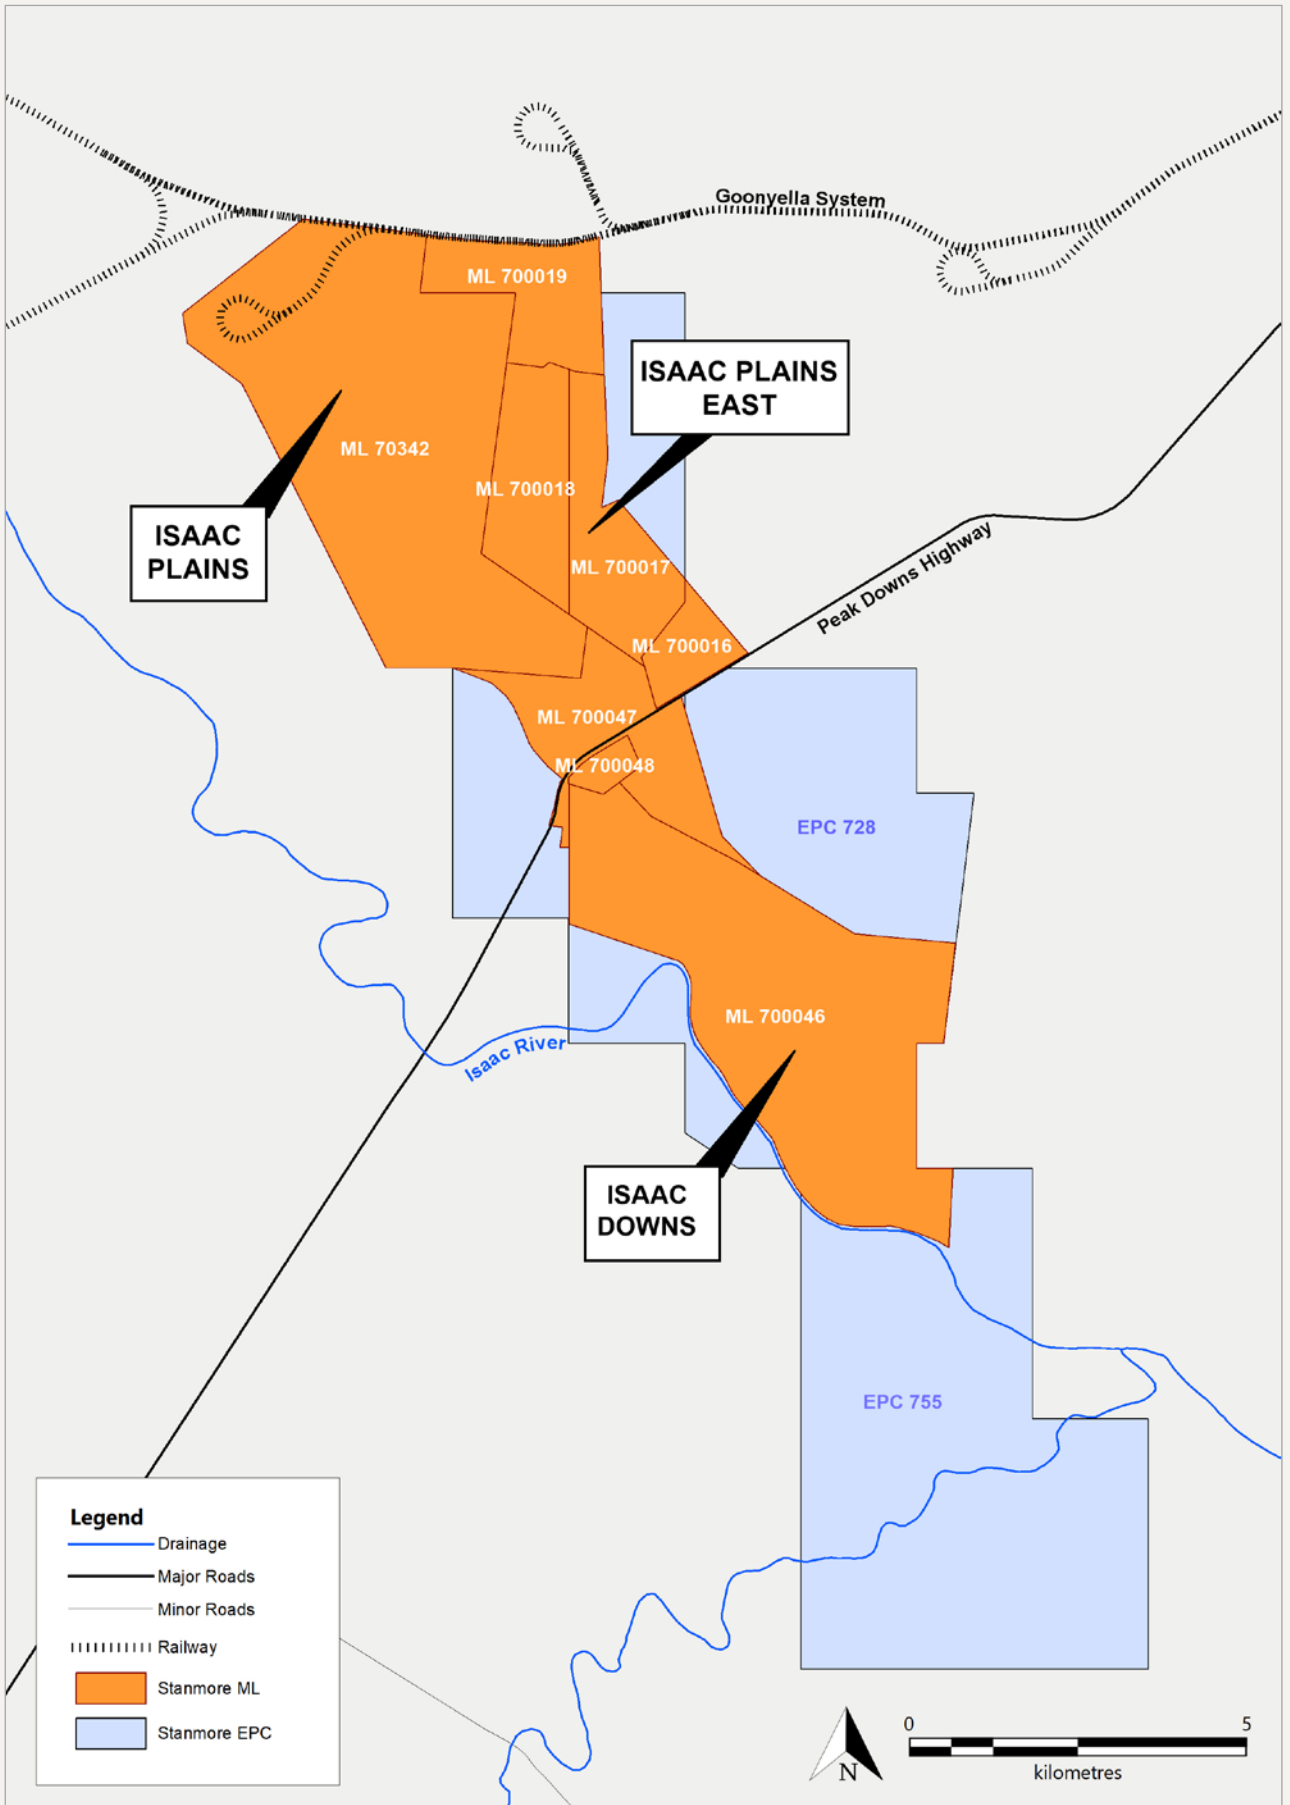 Goonyella System
ML 700019
ISAAC PLAINS
EAST
ML 70342
ML 700018
ISAAC
PLAINS
ML 700017
Peak Downs Highway
ML 700016
ML 700047
ML 700048
EPC 728
ML 700046
Isaac River
ISAAC
DOWNS
EPC 755
Legend
Drainage
Major Roads
Minor Roads
Railway
Stanmore ML
Stanmore EPC
N
0 5
kilometres